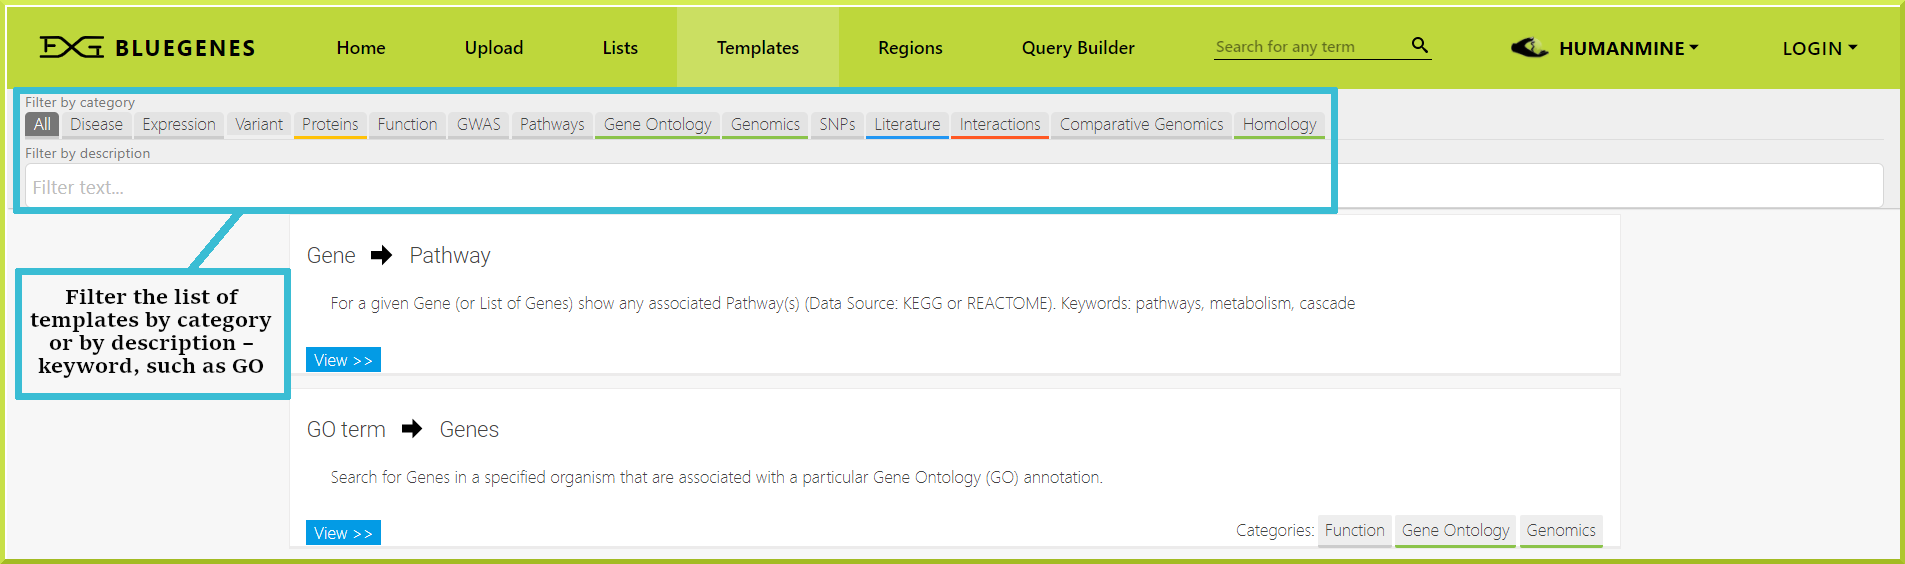 BLUEGENES Home Upload Lists Templates Regions Query Builder Search for any term HUMANMINE LOGIN
Filter by category
All Disease Expression Variant Proteins Function GWAS Pathways Gene Ontology Genomics SNPs Literature Interactions Comparative Genomics Homology
Filter by description
Filter text...
Filter the list of
templates by category
or by description –
keyword, such as GO
Gene Pathway
For a given Gene (or List of Genes) show any associated Pathway(s) (Data Source: KEGG or REACTOME). Keywords: pathways, metabolism, cascade
View >>
GO term Genes
Search for Genes in a specified organism that are associated with a particular Gene Ontology (GO) annotation.
View >> Categories: Function Gene Ontology Genomics